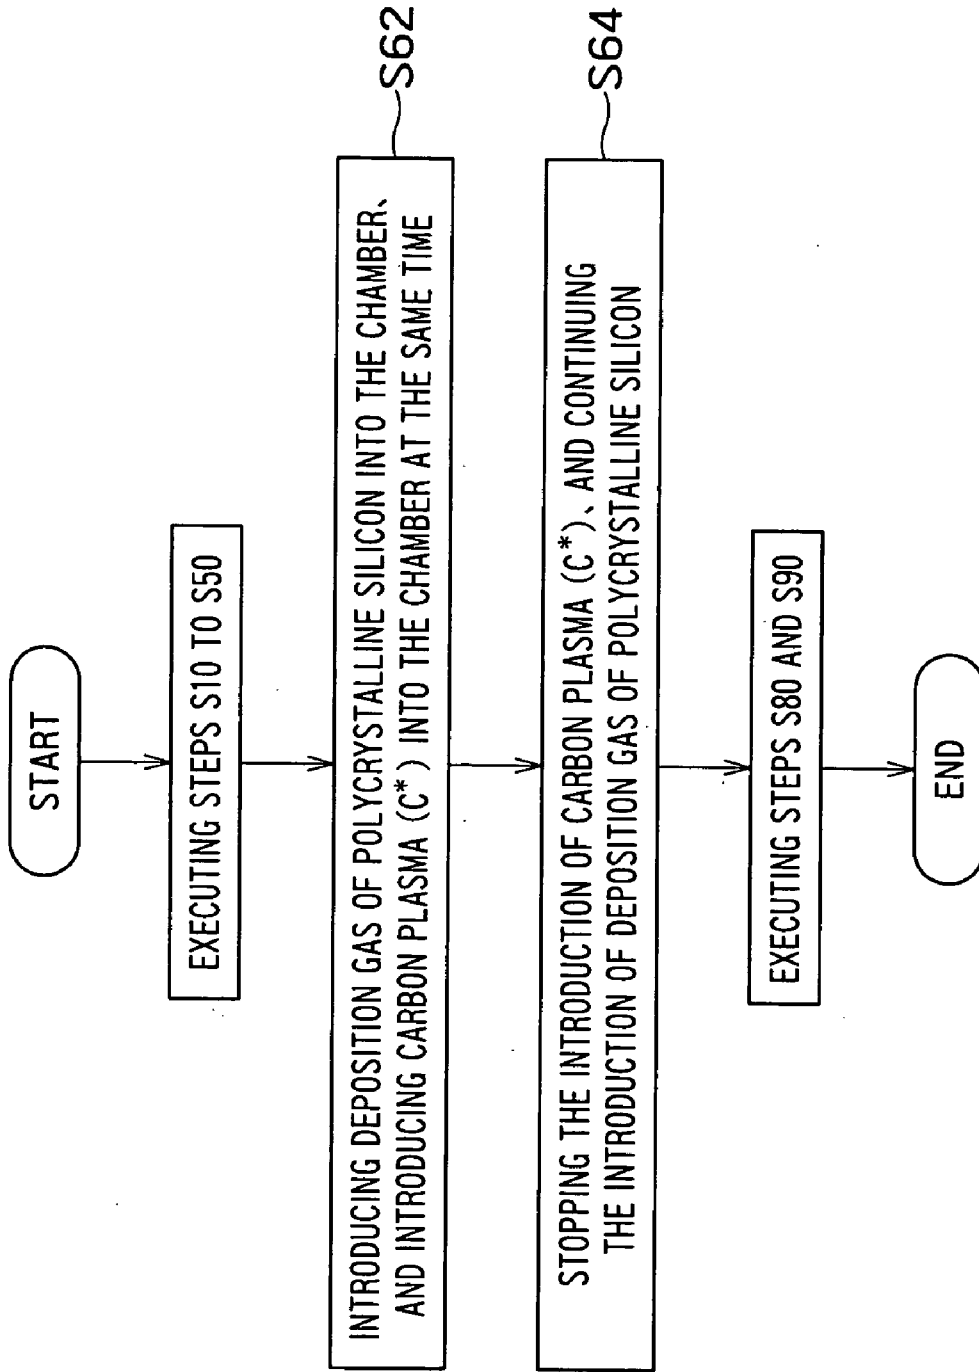 START
EXECUTING STEPS S10 TO S50
INTRODUCING DEPOSITION GAS OF POLYCRYSTALLINE SILICON INTO THE CHAMBER、
AND INTRODUCING CARBON PLASMA (C*) INTO THE CHAMBER AT THE SAME TIME
S62
STOPPING THE INTRODUCTION OF CARBON PLASMA (C*)、AND CONTINUING
THE INTRODUCTION OF DEPOSITION GAS OF POLYCRYSTALLINE SILICON
S64
EXECUTING STEPS S80 AND S90
END